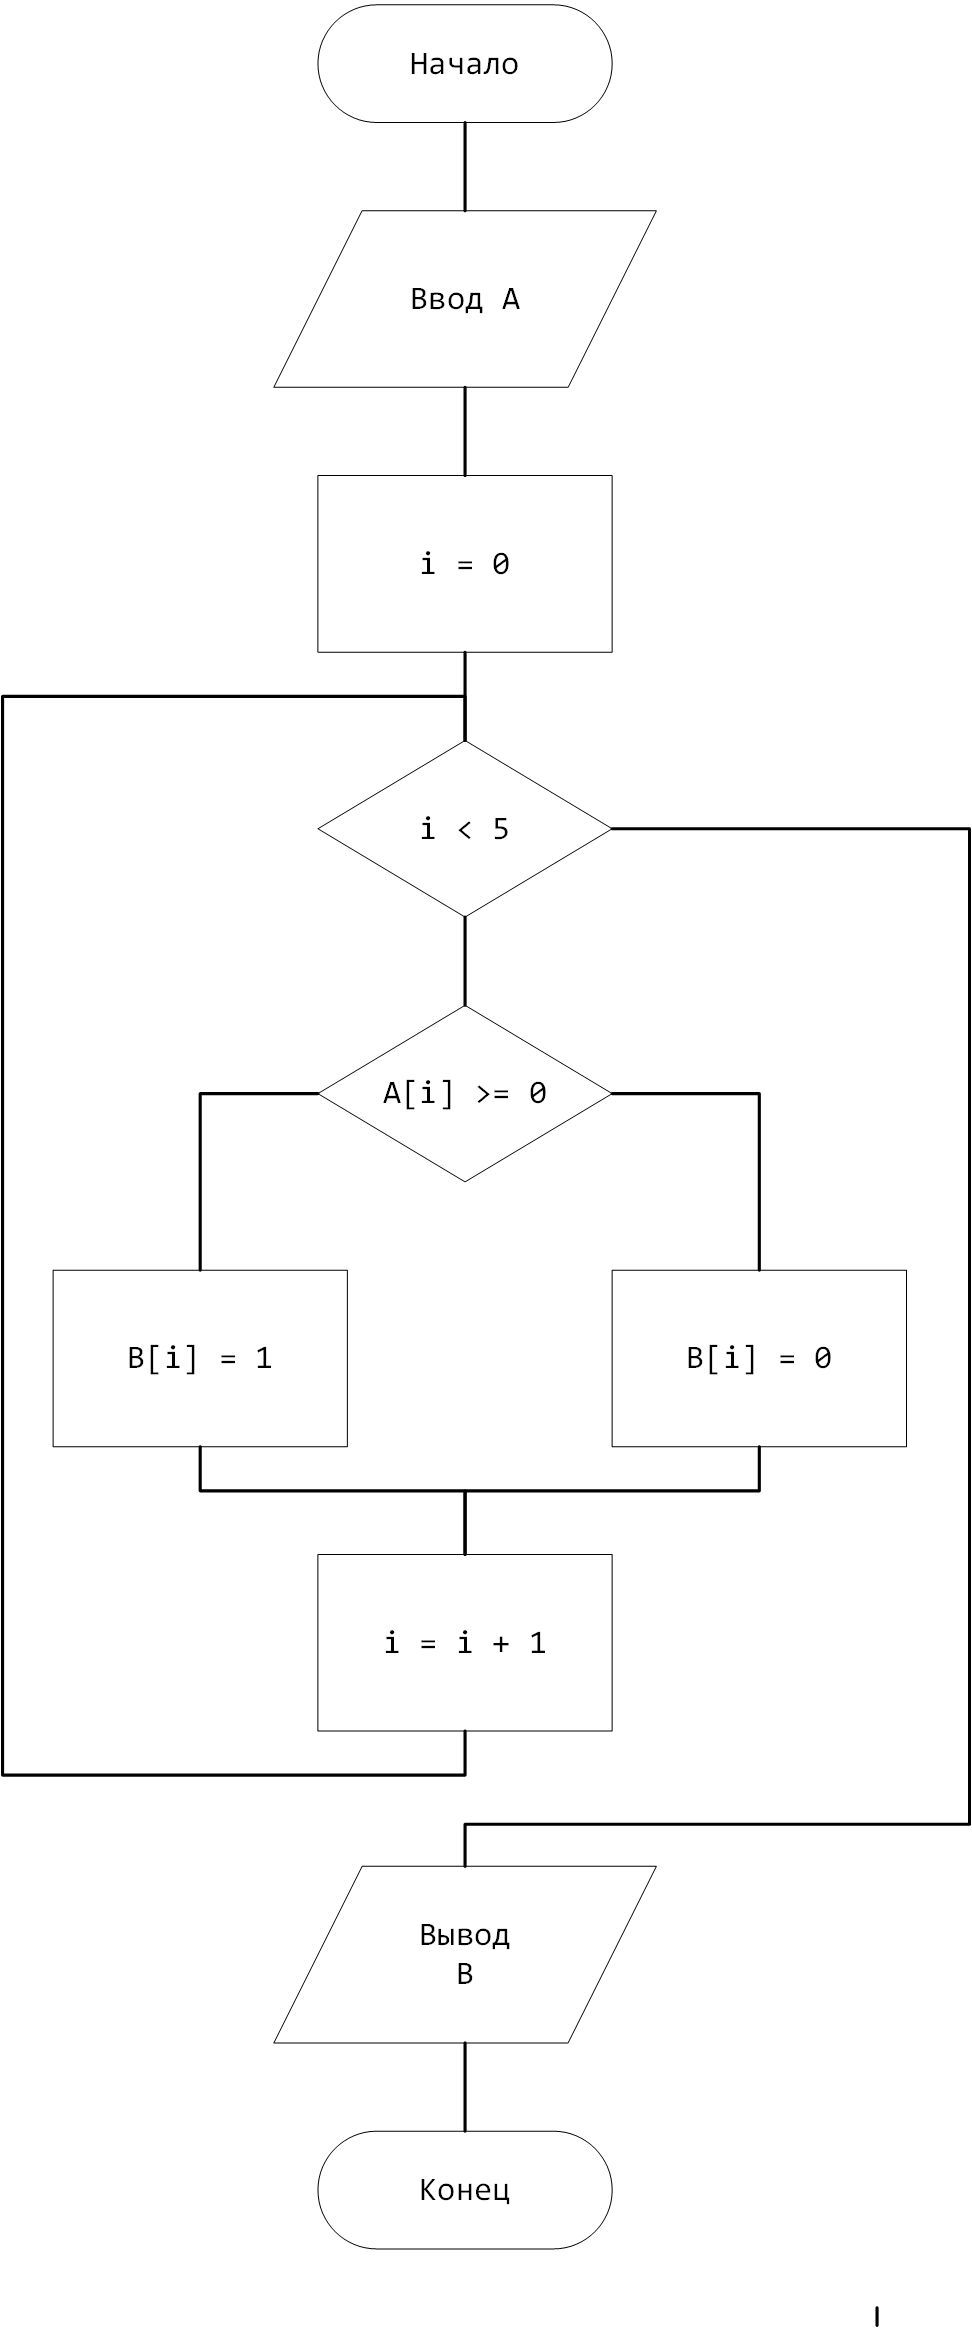 Начало
Ввод A
i = 0
i < 5
A[i] >= 0
B[i] = 1
B[i] = 0
i = i + 1
Вывод
B
Конец